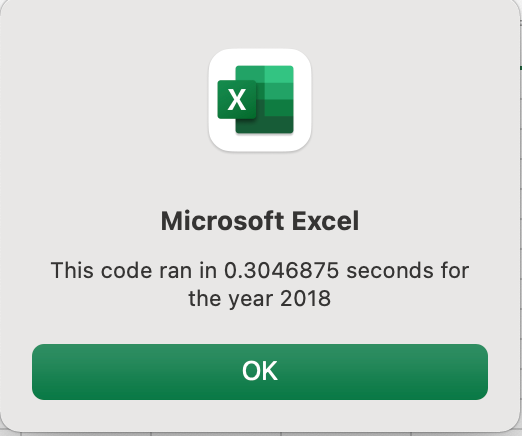 X
Microsoft Excel
This code ran in 0.3046875 seconds for
the year 2018
OK